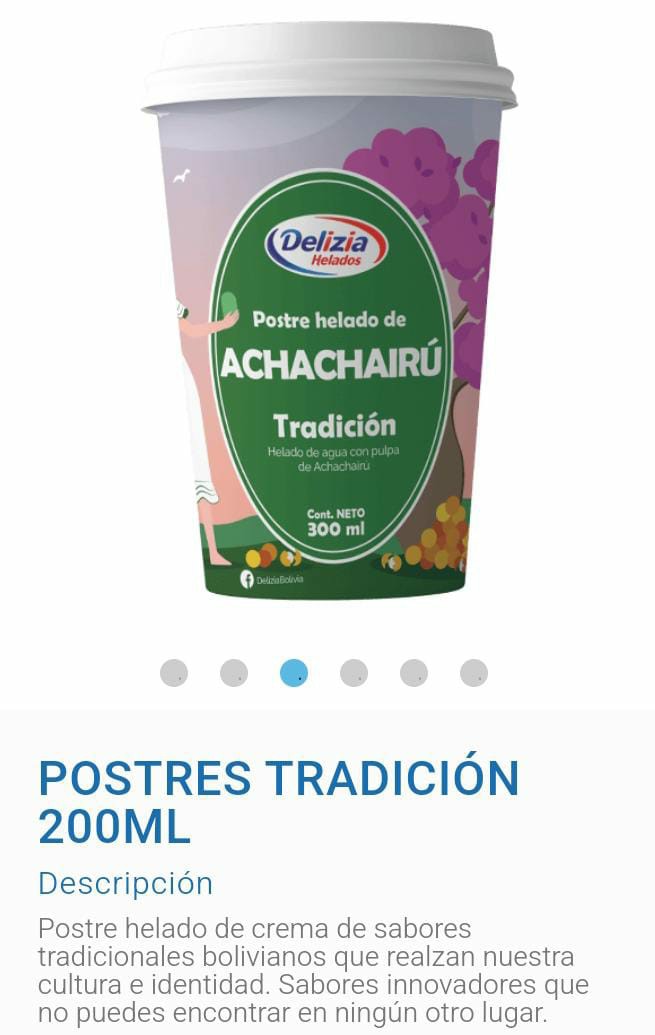 Delizia
Helados
Postre helado de
ACHACHAIRÚ
Tradición
Helado de agua con pulpa
de Achachairú
Cont. NETO
300 ml
DeliziaBolivia
POSTRES TRADICIÓN
200ML
Descripción
Postre helado de crema de sabores
tradicionales bolivianos que realzan nuestra
cultura e identidad. Sabores innovadores que
no puedes encontrar en ningún otro lugar.